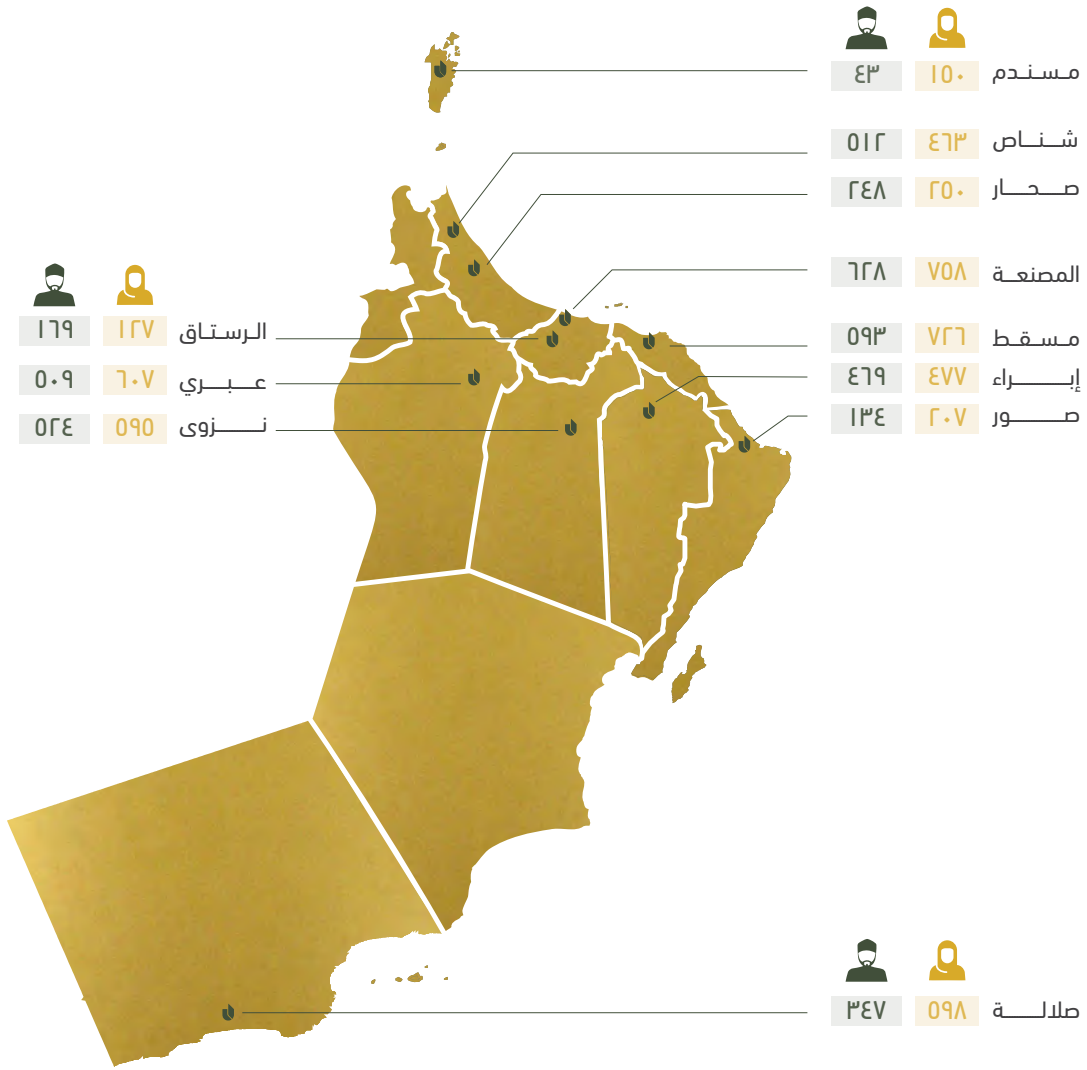 مسندم ١٥٠ ٤٣
شناص ٤٦٣ ٥١٢
صحار ٢٥٠ ٢٤٨
المصنعة ٧٥٨ ٦٢٨
مسقط ٧٢٦ ٥٩٣
إبراء ٤٧٧ ٤٦٩
صور ٢٠٧ ١٣٤
الرستاق ١٢٧ ١٦٩
عبري ٦٠٧ ٥٠٩
نزوى ٥٩٥ ٥٢٤
صلالة ٥٩٨ ٣٤٧